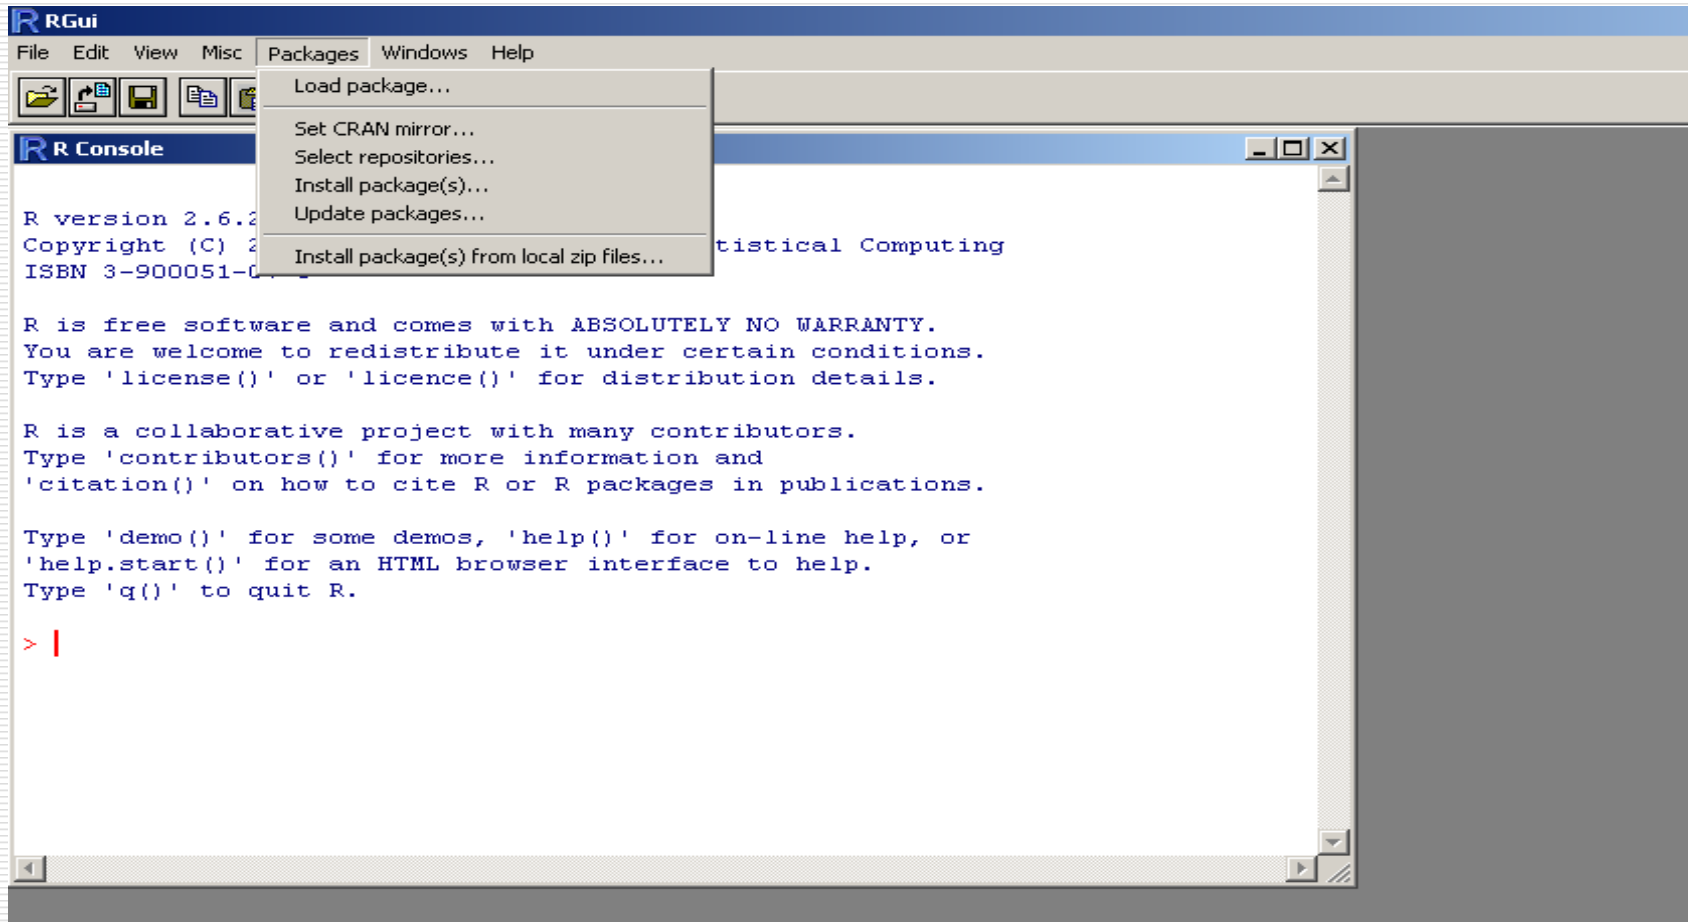 RGui
File Edit View Misc Packages Windows Help
Load package...
Set CRAN mirror...
Select repositories...
Install package(s)...
Update packages...
Install package(s) from local zip files...
R Console
R version 2.6.2
Copyright (C) 2 tistical Computing
ISBN 3-900051-
R is free software and comes with ABSOLUTELY NO WARRANTY.
You are welcome to redistribute it under certain conditions.
Type 'license()' or 'licence()' for distribution details.
R is a collaborative project with many contributors.
Type 'contributors()' for more information and
'citation()' on how to cite R or R packages in publications.
Type 'demo()' for some demos, 'help()' for on-line help, or
'help.start()' for an HTML browser interface to help.
Type 'q()' to quit R.
>